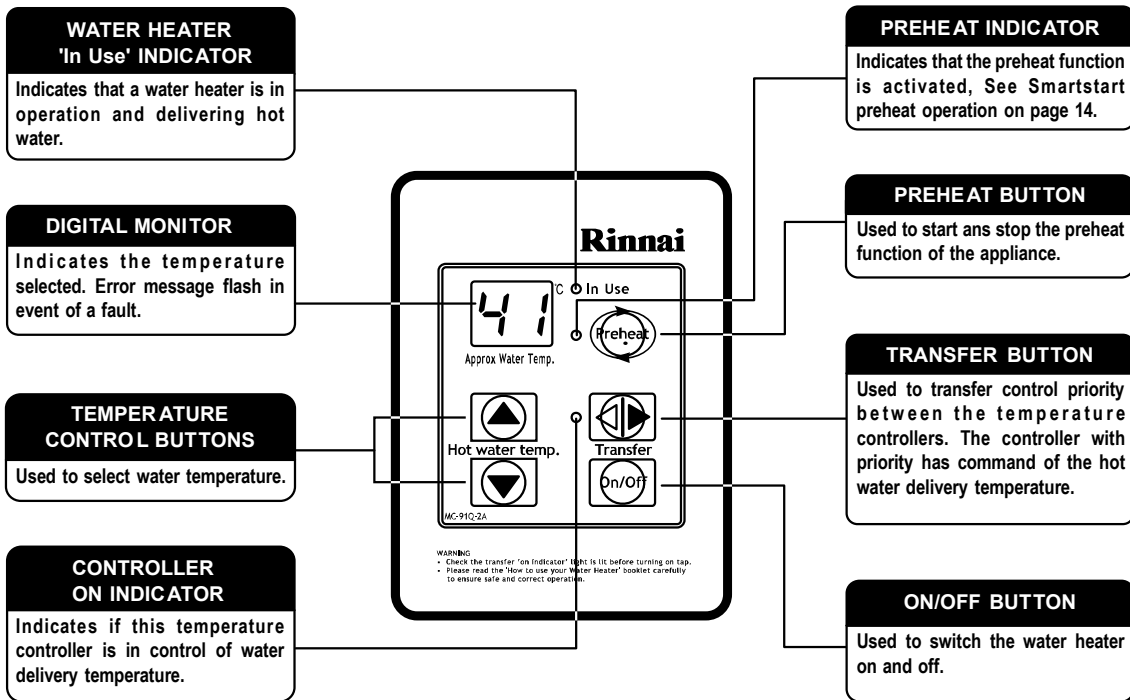 WATER HEATER
'In Use' INDICATOR
Indicates that a water heater is in
operation and delivering hot
water.
DIGITAL MONITOR
Indicates the temperature
selected. Error message flash in
event of a fault.
TEMPERATURE
CONTROL BUTTONS
Used to select water temperature.
CONTROLLER
ON INDICATOR
Indicates if this temperature
controller is in control of water
delivery temperature.
Rinnai
41 °C
In Use
Preheat
Approx Water Temp.
Hot water temp.
Transfer
On/Off
MC-91Q-2A
WARNING
• Check the transfer 'on indicator' light is lit before turning on tap.
• Please read the 'How to use your Water Heater' booklet carefully
to ensure safe and correct operation.
PREHEAT INDICATOR
Indicates that the preheat function
is activated, See Smartstart
preheat operation on page 14.
PREHEAT BUTTON
Used to start ans stop the preheat
function of the appliance.
TRANSFER BUTTON
Used to transfer control priority
between the temperature
controllers. The controller with
priority has command of the hot
water delivery temperature.
ON/OFF BUTTON
Used to switch the water heater
on and off.